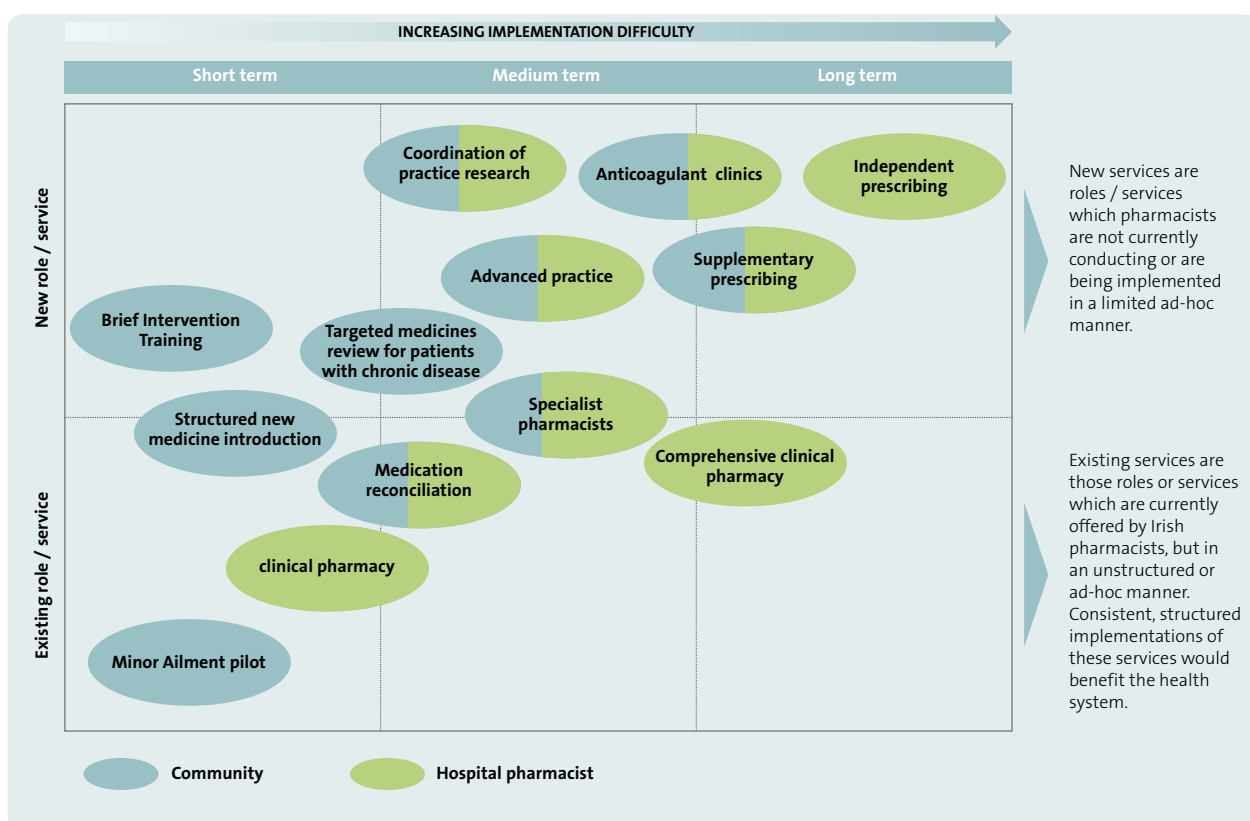 INCREASING IMPLEMENTATION DIFFICULTY
Short term
Medium term
Long term
New role / service
Existing role / service
Coordination of
practice research
Anticoagulant clinics
Independent
prescribing
Advanced practice
Supplementary
prescribing
Brief Intervention
Training
Targeted medicines
review for patients
with chronic disease
Structured new
medicine introduction
Specialist
pharmacists
Medication
reconciliation
Comprehensive clinical
pharmacy
clinical pharmacy
Minor Ailment pilot
New services are
roles / services
which pharmacists
are not currently
conducting or are
being implemented
in a limited ad-hoc
manner.
Existing services are
those roles or services
which are currently
offered by Irish
pharmacists, but in
an unstructured or
ad-hoc manner.
Consistent, structured
implementations of
these services would
benefit the health
system.
Community
Hospital pharmacist